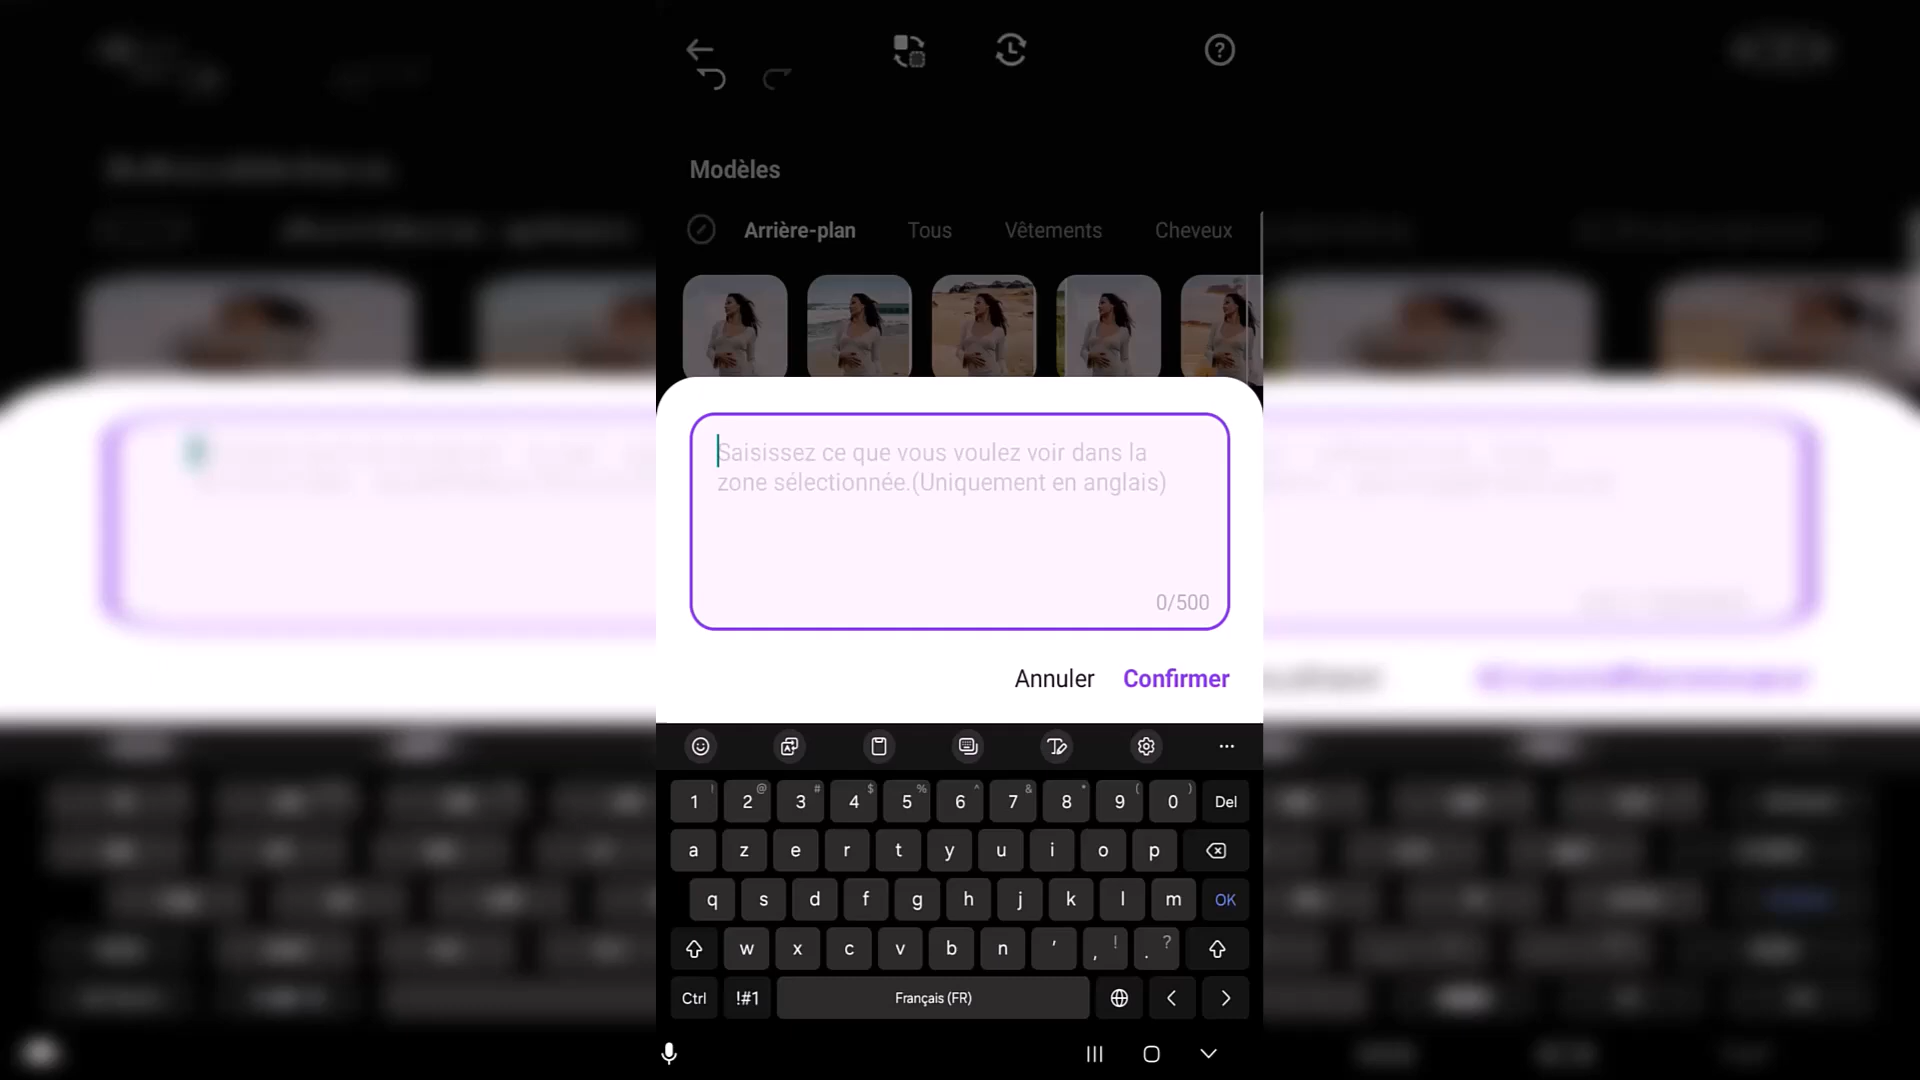 Modèles
Arrière-plan Tous Vêtements Cheveux
Saisissez ce que vous voulez voir dans la
zone sélectionnée.(Uniquement en anglais)
0/500
Annuler Confirmer
1 ! 2 @ 3 # 4 $ 5 % 6 ^ 7 & 8 * 9 ( 0 ) Del
a z e r t y u i o p
q s d f g h j k l m OK
w x c v b n ' , ! . ?
Ctrl !#1 Français (FR)